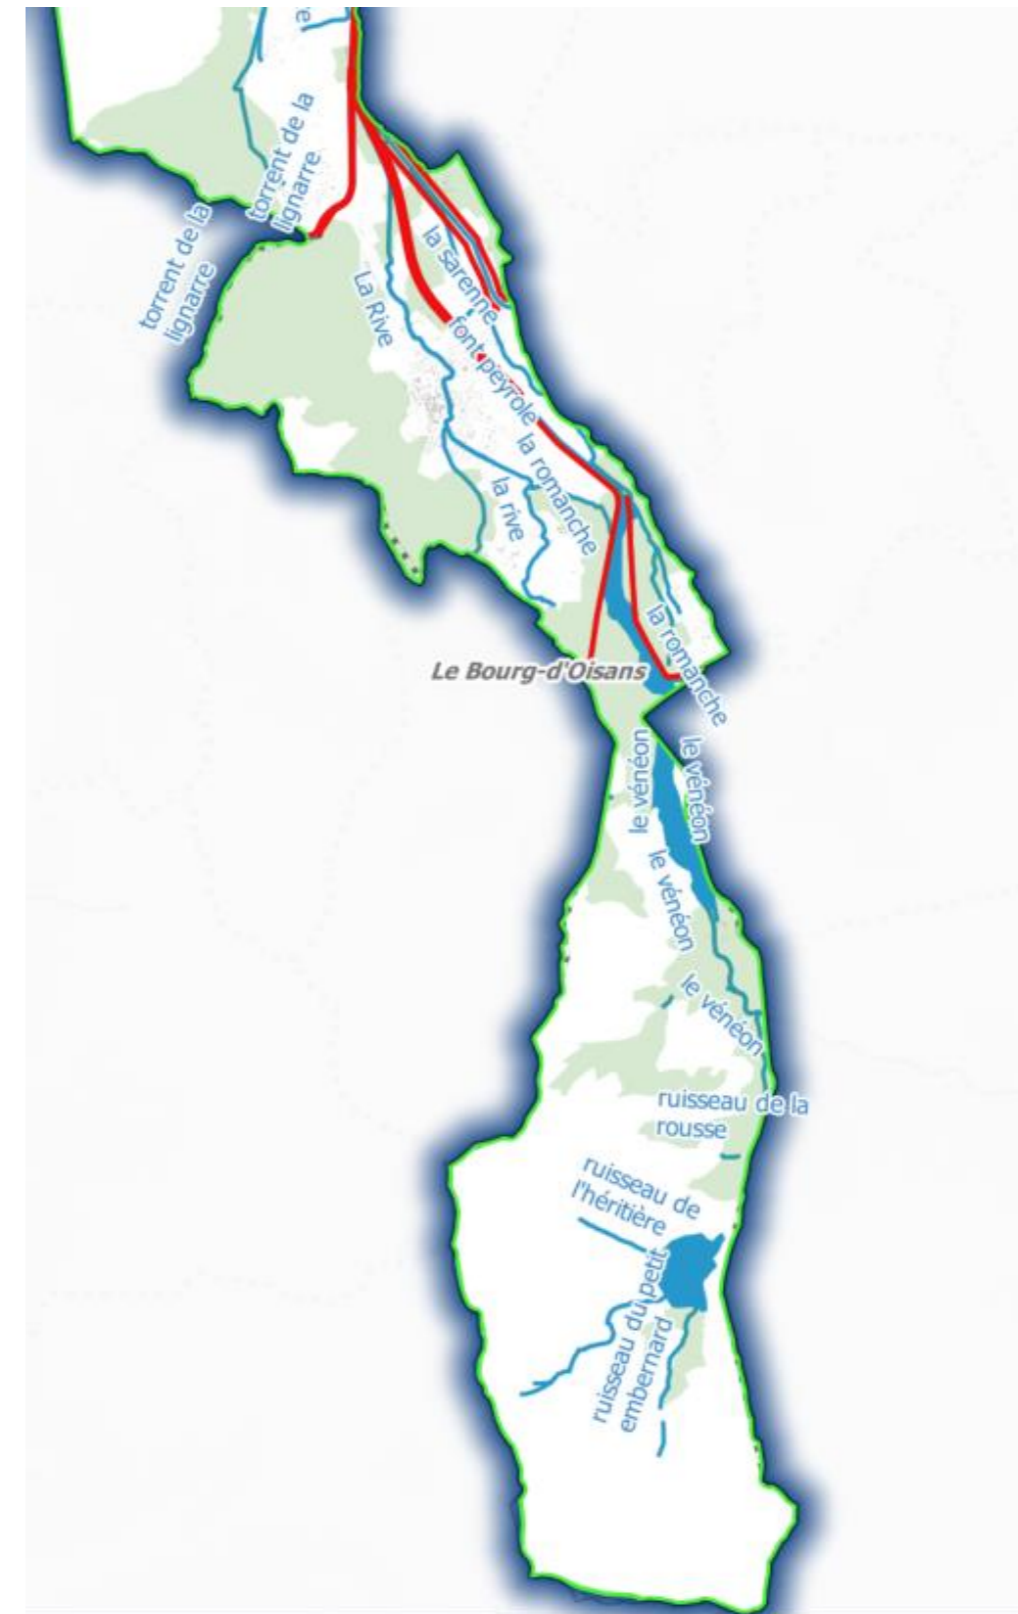 e
torrent de la
lignarre
torrent de la
lignarre
la sarenne
La Rive
font peyrole
la romanche
la rive
la romanche
Le Bourg-d'Oisans
le vénéon
le vénéon
le vénéon
le vénéon
ruisseau de la
rousse
ruisseau de
l'héritière
ruisseau du petit
embernard